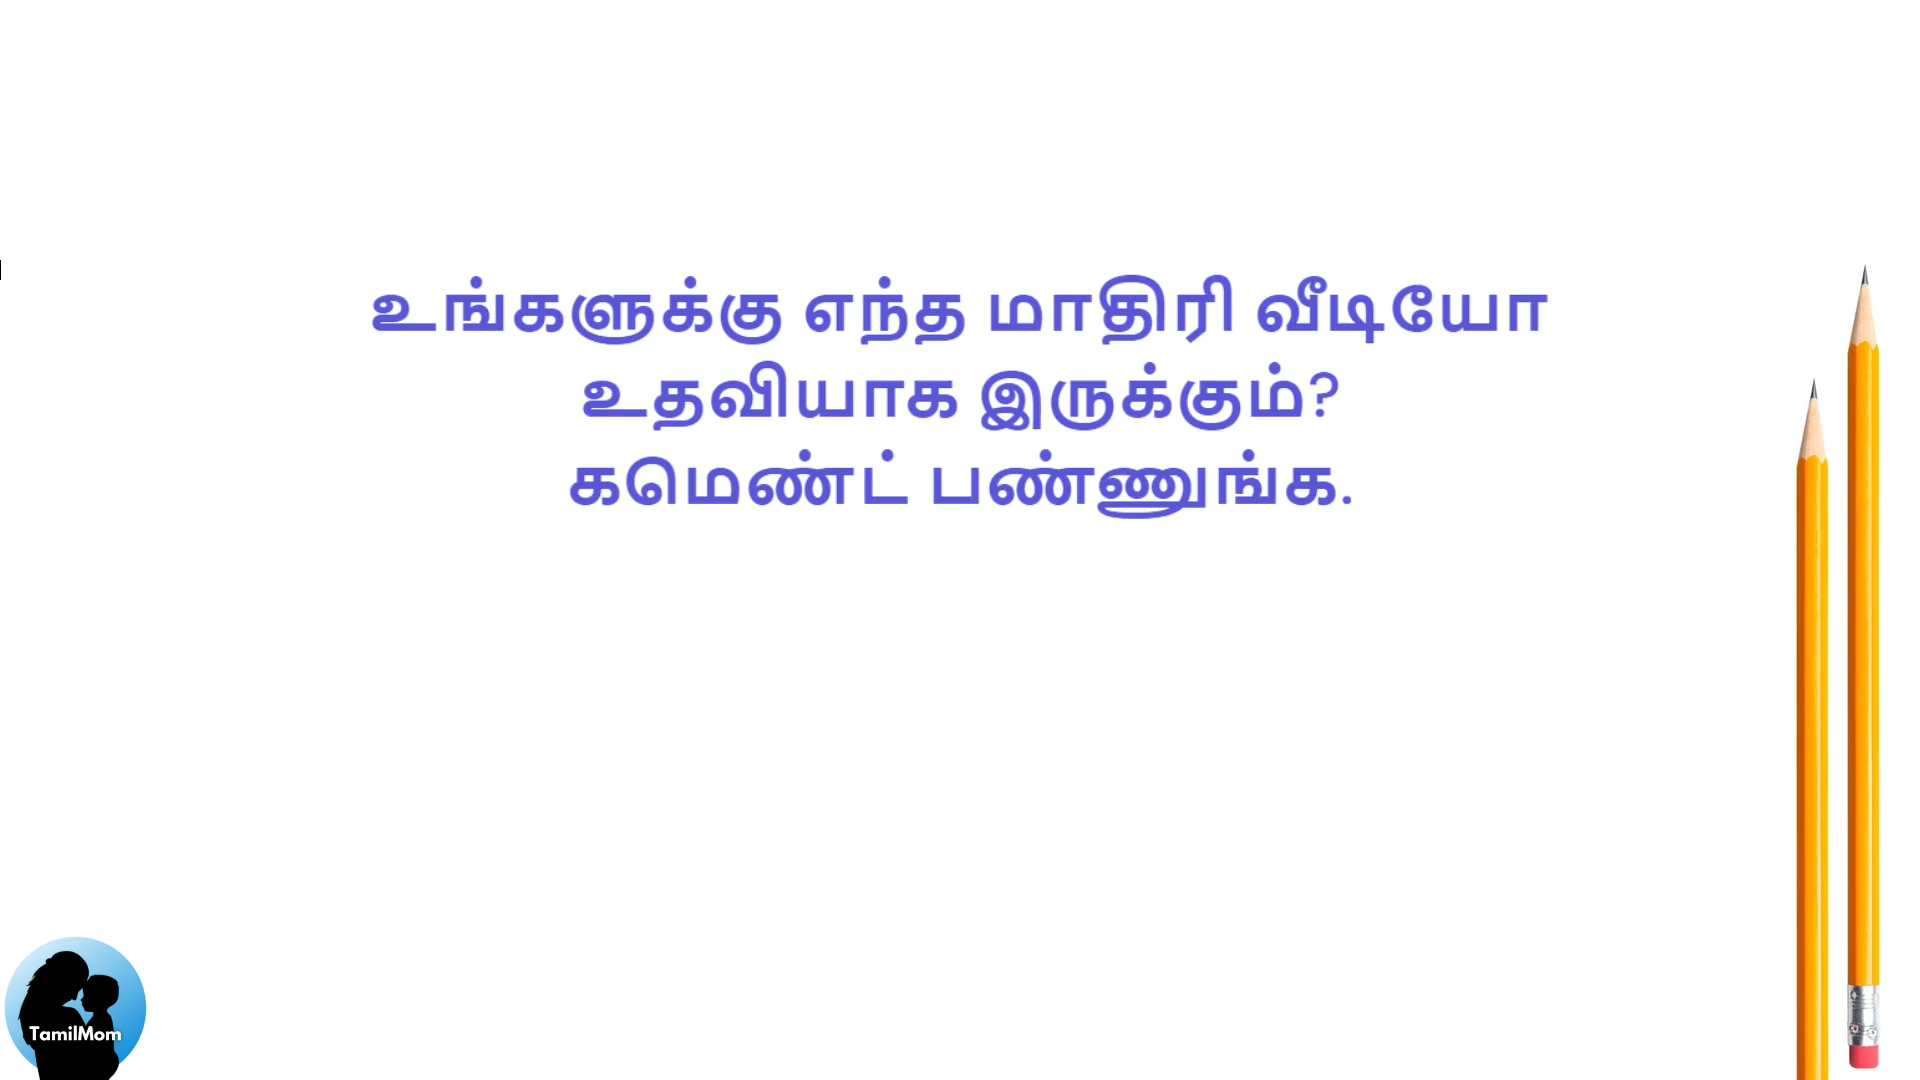 உங்களுக்கு எந்த மாதிரி வீடியோ
உதவியாக இருக்கும்?
கமெண்ட் பண்ணுங்க.
TamilMom